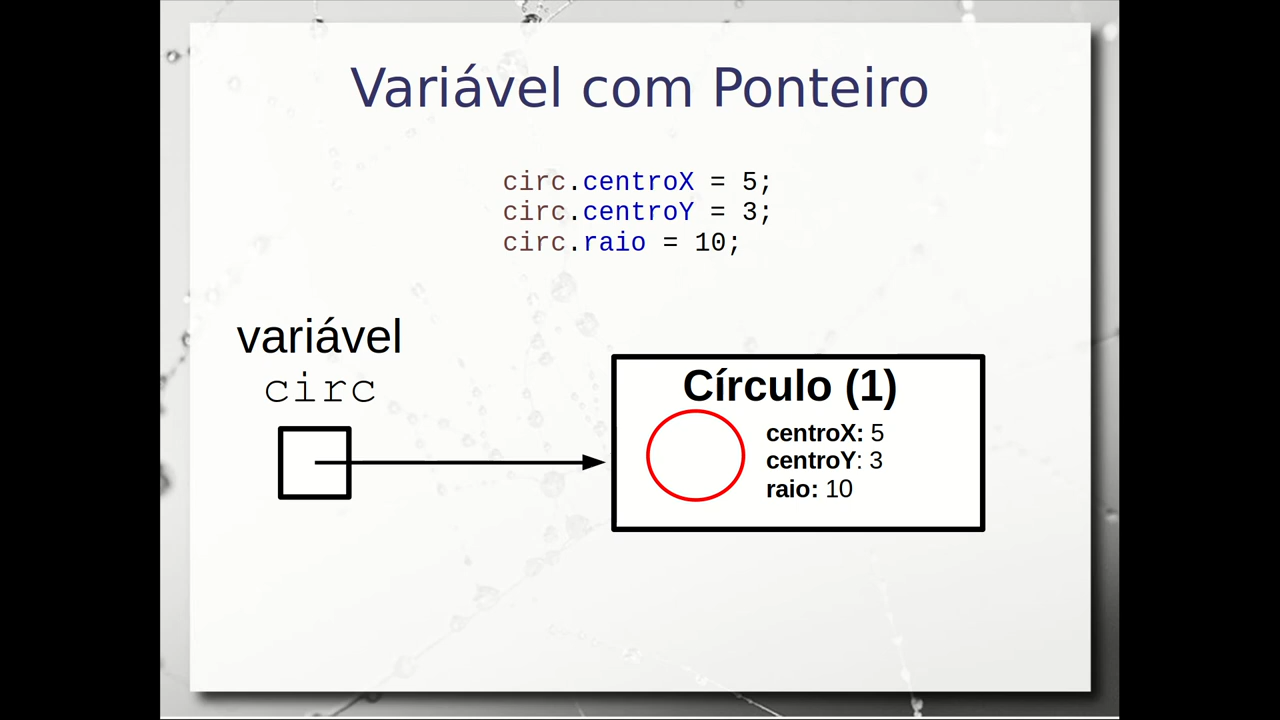 Variável com Ponteiro
circ.centroX = 5;
circ.centroY = 3;
circ.raio = 10;
variável
circ
Círculo (1)
centroX: 5
centroY: 3
raio: 10